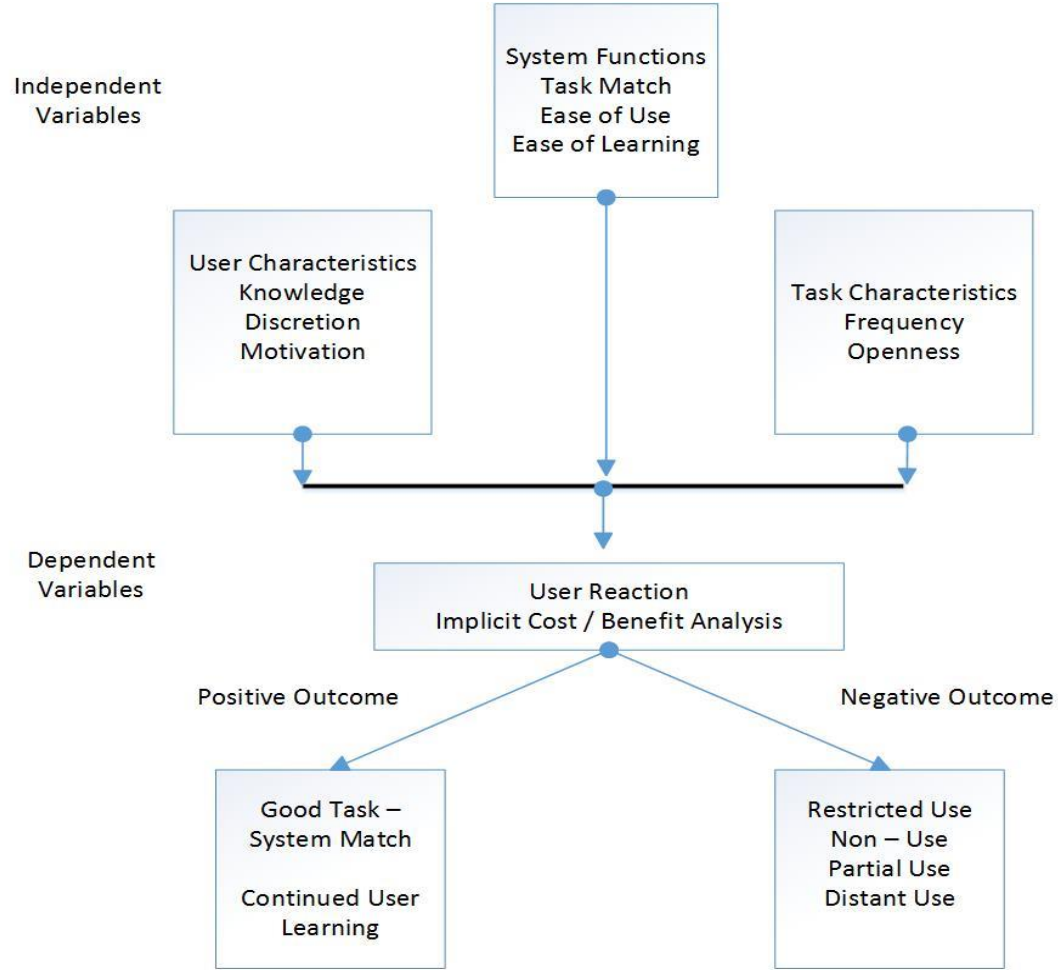 System Functions
Task Match
Ease of Use
Ease of Learning
Independent
Variables
User Characteristics
Knowledge
Discretion
Motivation
Task Characteristics
Frequency
Openness
Dependent
Variables
User Reaction
Implicit Cost / Benefit Analysis
Positive Outcome
Negative Outcome
Good Task –
System Match
Continued User
Learning
Restricted Use
Non – Use
Partial Use
Distant Use